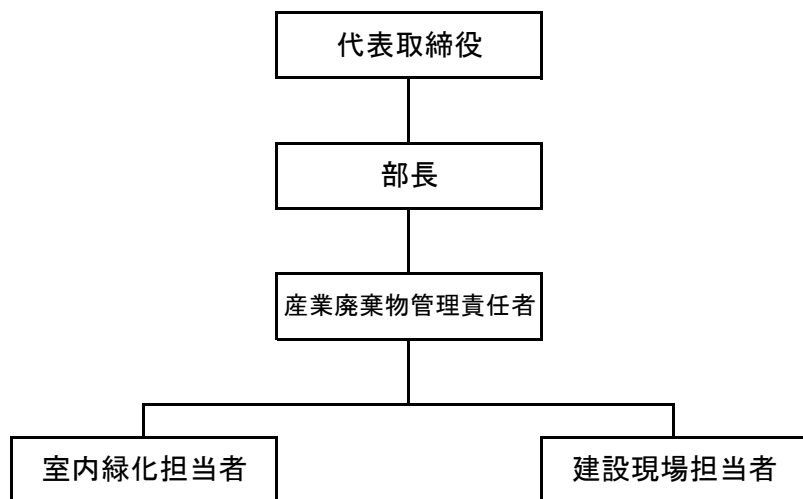 代表取締役
部長
産業廃棄物管理責任者
室内緑化担当者
建設現場担当者